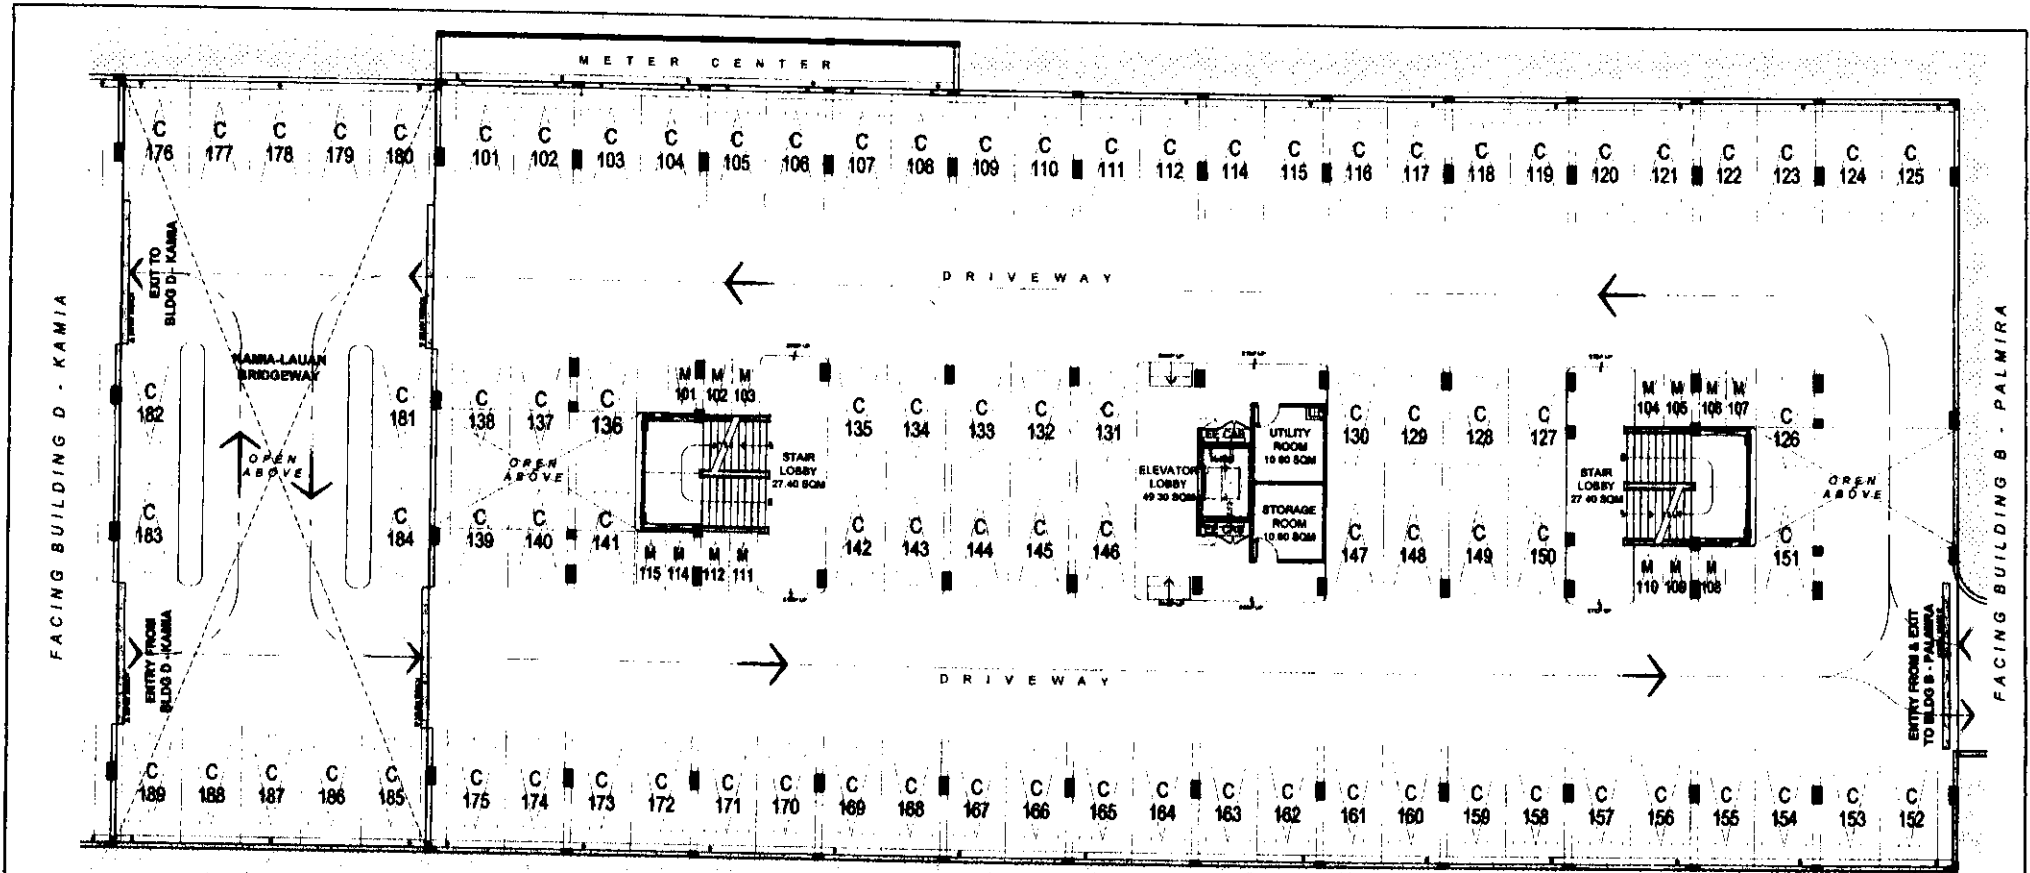 METER CENTER
C 176
C 177
C 178
C 179
C 180
C 101
C 102
C 103
C 104
C 105
C 106
C 107
C 108
C 109
C 110
C 111
C 112
C 114
C 115
C 116
C 117
C 118
C 119
C 120
C 121
C 122
C 123
C 124
C 125
EXIT TO
BLDG D - KAMIA
DRIVEWAY
FACING BUILDING D - KAMIA
FACING BUILDING B - PALMIRA
KAMIA-LAUAN
BRIDGEWAY
C 182
C 181
C 138
C 137
C 136
M 101
M 102
M 103
C 135
C 134
C 133
C 132
C 131
C 130
C 129
C 128
C 127
M 104
M 105
M 106
M 107
C 126
OPEN
ABOVE
OPEN
ABOVE
STAIR
LOBBY
27.40 SQM
ELEVATOR
LOBBY
49.30 SQM
EE CAB
UTILITY
ROOM
10.60 SQM
STORAGE
ROOM
10.60 SQM
EE CAB
STAIR
LOBBY
27.40 SQM
OPEN
ABOVE
C 183
C 184
C 139
C 140
C 141
M 115
M 114
M 112
M 111
C 142
C 143
C 144
C 145
C 146
C 147
C 148
C 149
C 150
M 110
M 109
M 108
C 151
ENTRY FROM
BLDG D - KAMIA
DRIVEWAY
ENTRY FROM & EXIT
TO BLDG B - PALMIRA
C 189
C 188
C 187
C 186
C 185
C 175
C 174
C 173
C 172
C 171
C 170
C 169
C 168
C 167
C 166
C 165
C 164
C 163
C 162
C 161
C 160
C 159
C 158
C 157
C 156
C 155
C 154
C 153
C 152